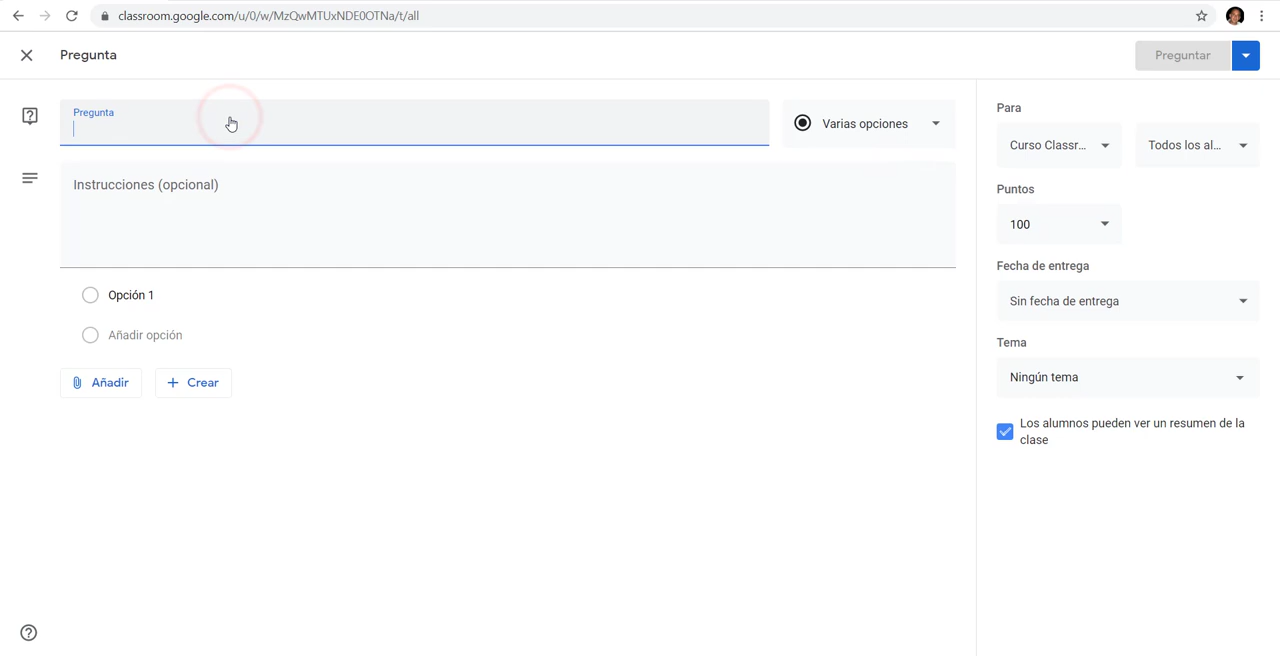 classroom.google.com/u/0/w/MzQwMTUxNDE0OTNa/t/all
Pregunta
Preguntar
Pregunta
Varias opciones
Instrucciones (opcional)
Opción 1
Añadir opción
Añadir
Crear
Para
Curso Classr...
Todos los al...
Puntos
100
Fecha de entrega
Sin fecha de entrega
Tema
Ningún tema
Los alumnos pueden ver un resumen de la
clase